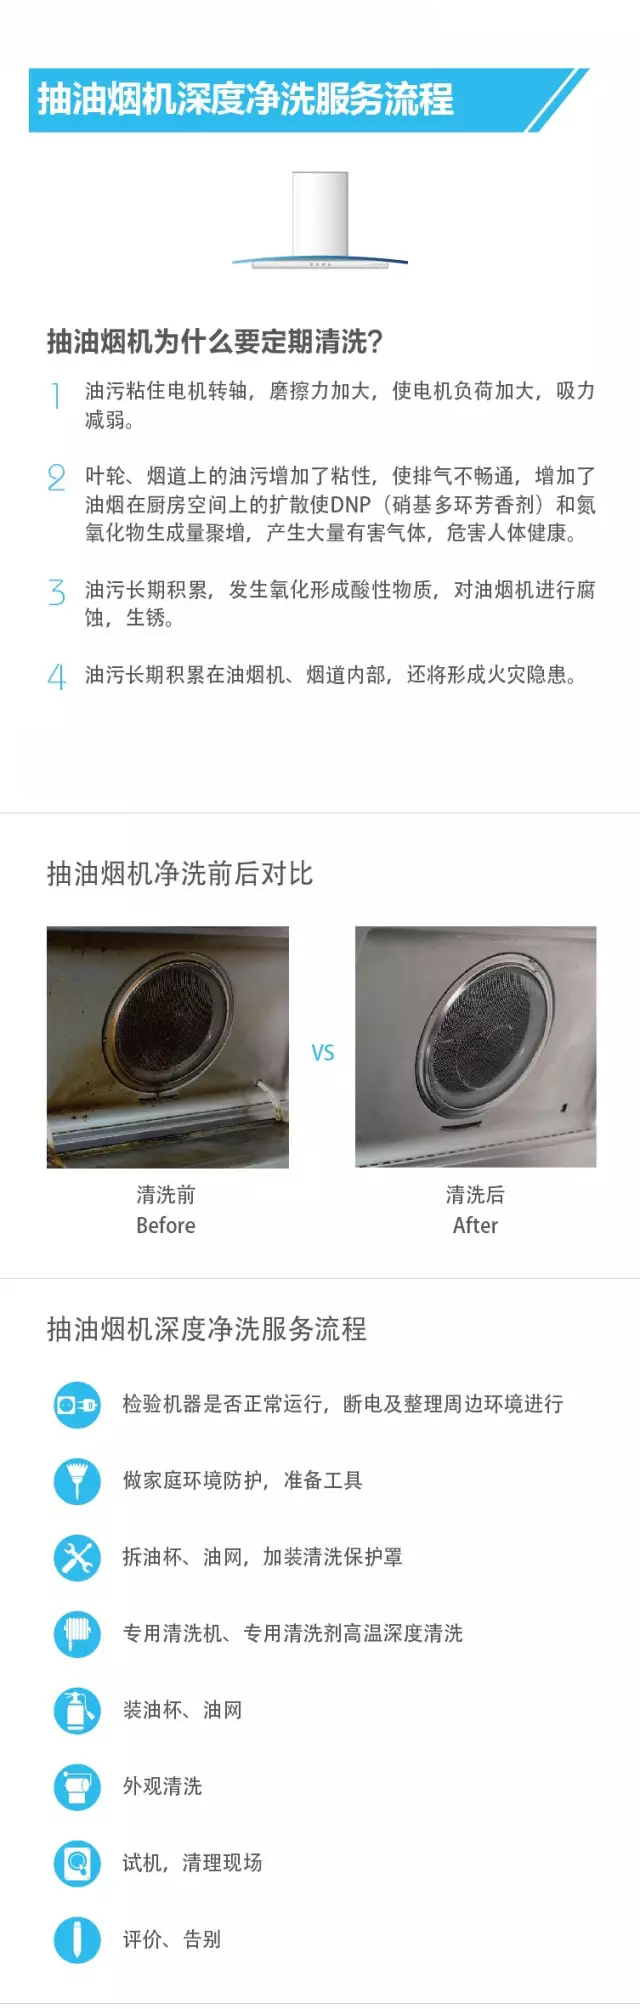 抽油烟机深度净洗服务流程
抽油烟机为什么要定期清洗?
1 油污粘住电机转轴，磨擦力加大，使电机负荷加大，吸力
减弱。
2 叶轮、烟道上的油污增加了粘性，使排气不畅通，增加了
油烟在厨房空间上的扩散使DNP（硝基多环芳香剂）和氮
氧化物生成量聚增，产生大量有害气体，危害人体健康。
3 油污长期积累，发生氧化形成酸性物质，对油烟机进行腐
蚀，生锈。
4 油污长期积累在油烟机、烟道内部，还将形成火灾隐患。
抽油烟机净洗前后对比
VS
清洗前 清洗后
Before After
抽油烟机深度净洗服务流程
检验机器是否正常运行，断电及整理周边环境进行
做家庭环境防护，准备工具
拆油杯、油网，加装清洗保护罩
专用清洗机、专用清洗剂高温深度清洗
装油杯、油网
外观清洗
试机，清理现场
评价、告别